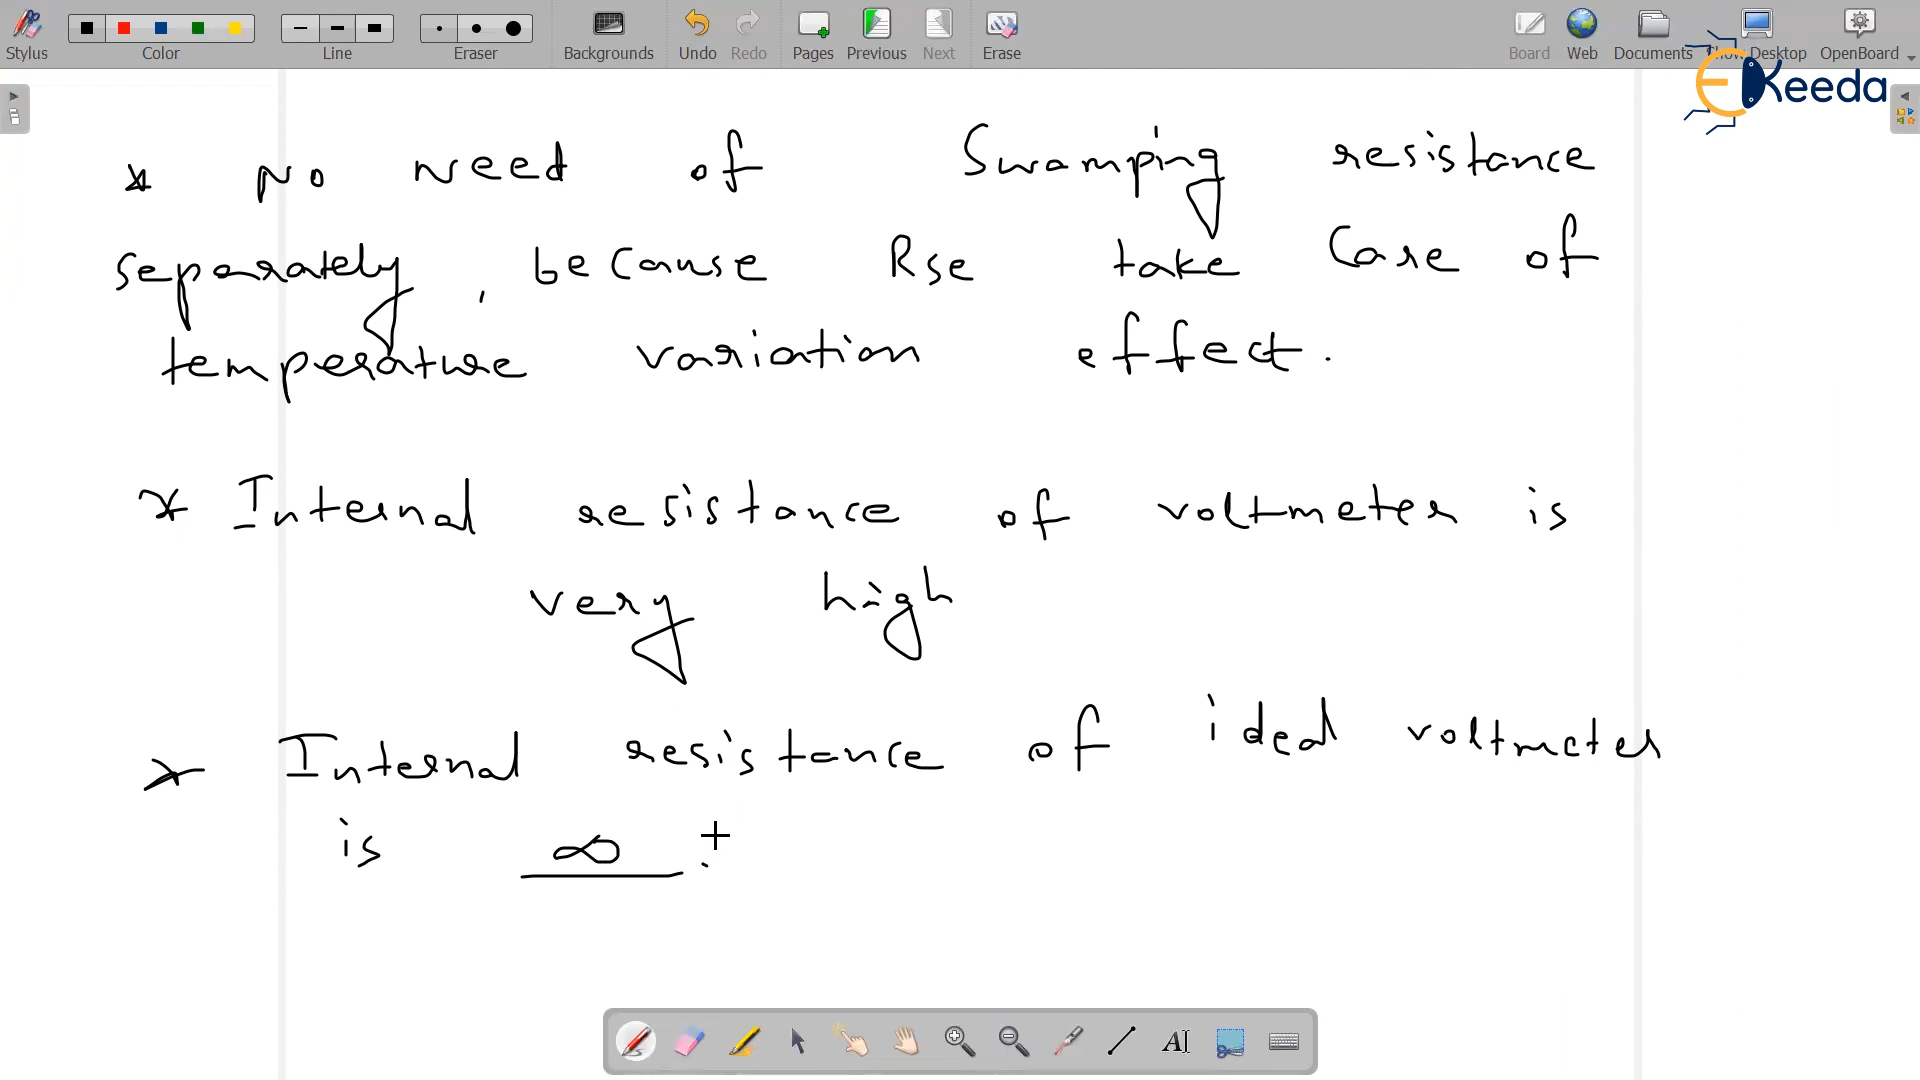 Stylus Color Line Eraser Backgrounds Undo Redo Pages Previous Next Erase Board Web Documents Show Desktop OpenBoard
EKeeda
* No need of Swamping resistance
separately, because Rse take Care of
temperature variation effect.
* Internal resistance of voltmeter is
very high
* Internal resistance of ideal voltmeter
is ∞.
AI